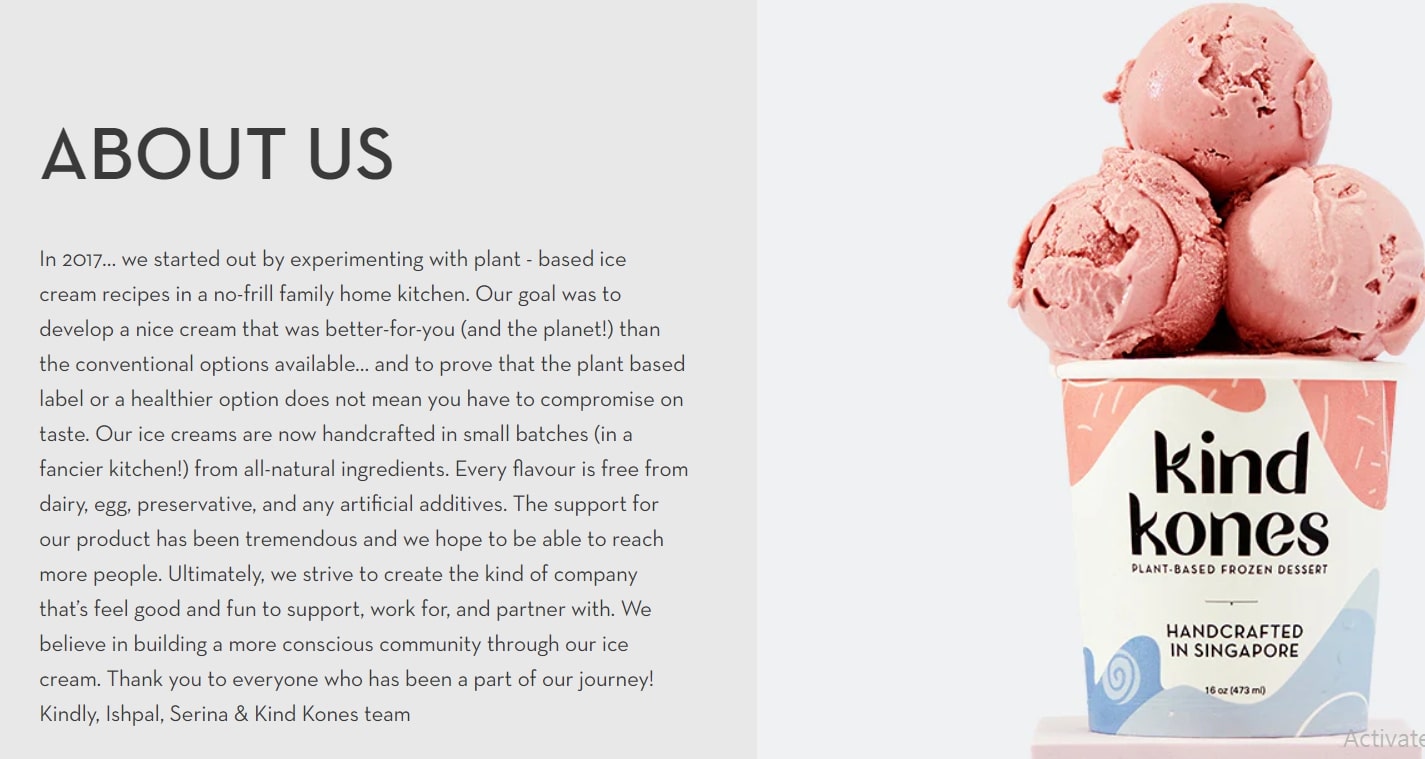 ABOUT US
In 2017... we started out by experimenting with plant - based ice
cream recipes in a no-frill family home kitchen. Our goal was to
develop a nice cream that was better-for-you (and the planet!) than
the conventional options available... and to prove that the plant based
label or a healthier option does not mean you have to compromise on
taste. Our ice creams are now handcrafted in small batches (in a
fancier kitchen!) from all-natural ingredients. Every flavour is free from
dairy, egg, preservative, and any artificial additives. The support for
our product has been tremendous and we hope to be able to reach
more people. Ultimately, we strive to create the kind of company
that's feel good and fun to support, work for, and partner with. We
believe in building a more conscious community through our ice
cream. Thank you to everyone who has been a part of our journey!
Kindly, Ishpal, Serina & Kind Kones team
kind
kones
PLANT-BASED FROZEN DESSERT
HANDCRAFTED
IN SINGAPORE
16 oz (473 ml)
Activate